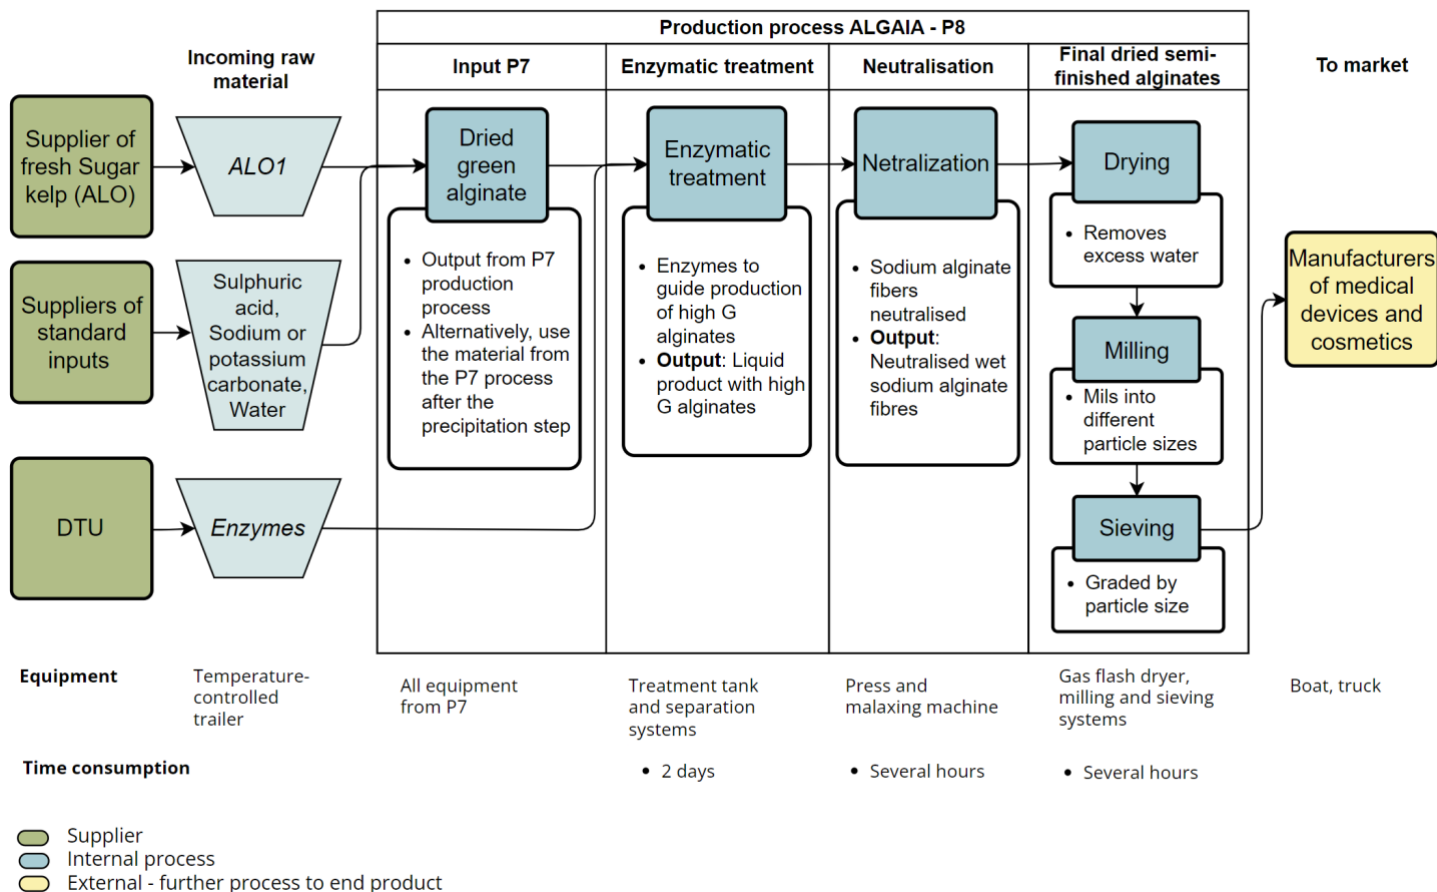 Production process ALGAIA - P8
Incoming raw
material
Input P7
Enzymatic treatment
Neutralisation
Final dried semi-
finished alginates
To market
Supplier of
fresh Sugar
kelp (ALO)
ALO1
Dried
green
alginate
Enzymatic
treatment
Netralization
Drying
• Output from P7
production
process
• Alternatively, use
the material from
the P7 process
after the
precipitation step
• Enzymes to
guide production
of high G
alginates
• Output: Liquid
product with high
G alginates
• Sodium alginate
fibers
neutralised
• Output:
Neutralised wet
sodium alginate
fibres
• Removes
excess water
Suppliers of
standard
inputs
Sulphuric
acid,
Sodium or
potassium
carbonate,
Water
Milling
• Mils into
different
particle sizes
Manufacturers
of medical
devices and
cosmetics
DTU
Enzymes
Sieving
• Graded by
particle size
Equipment
Temperature-
controlled
trailer
All equipment
from P7
Treatment tank
and separation
systems
Press and
malaxing machine
Gas flash dryer,
milling and sieving
systems
Boat, truck
Time consumption
• 2 days
• Several hours
• Several hours
Supplier
Internal process
External - further process to end product